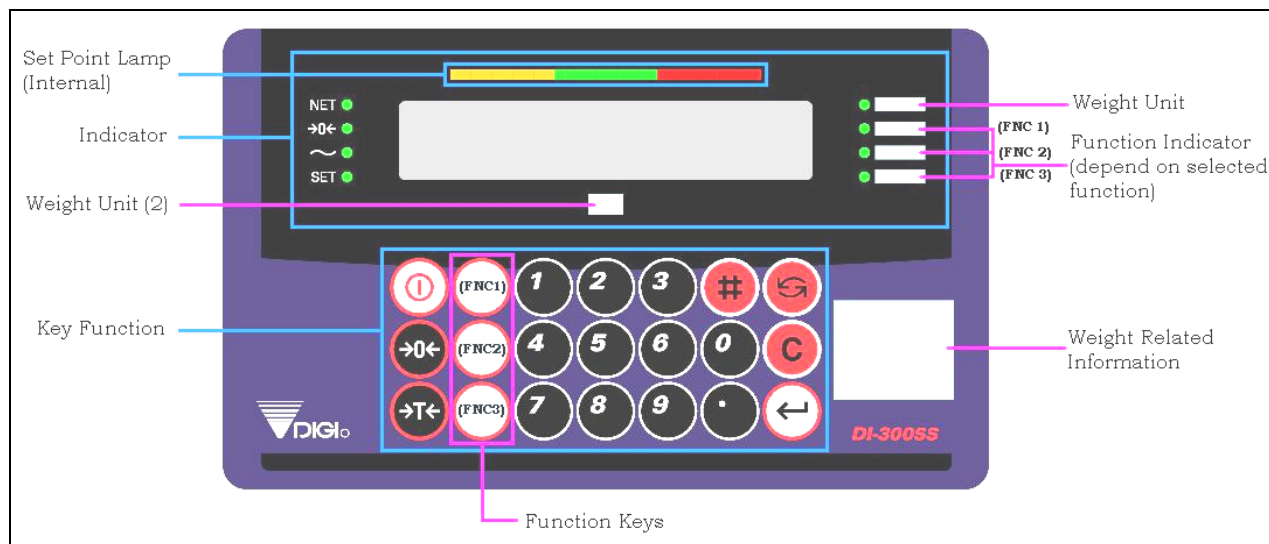 Set Point Lamp
(Internal)
Indicator
Weight Unit (2)
Key Function
NET
→0←
~
SET
Weight Unit
(FNC 1)
(FNC 2)
(FNC 3)
Function Indicator
(depend on selected
function)
(FNC1) 1 2 3 #
→0← (FNC2) 4 5 6 0 C
→T← (FNC3) 7 8 9 .
DIGI
DI-300SS
Weight Related
Information
Function Keys